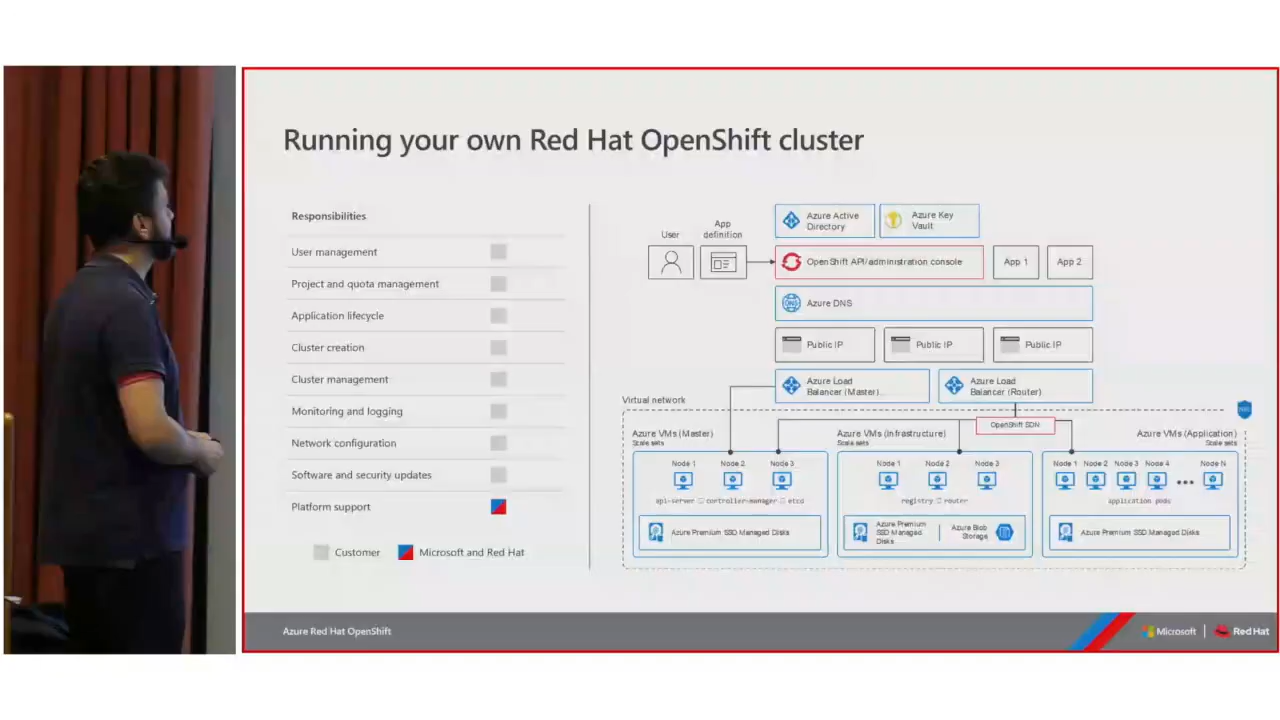 Running your own Red Hat OpenShift cluster
Responsibilities
User management
Project and quota management
Application lifecycle
Cluster creation
Cluster management
Monitoring and logging
Network configuration
Software and security updates
Platform support
Customer
Microsoft and Red Hat
User
App
definition
Azure Active
Directory
Azure Key
Vault
OpenShift API/administration console
App 1
App 2
DNS
Azure DNS
Public IP
Public IP
Public IP
Azure Load
Balancer (Master)
Azure Load
Balancer (Router)
Virtual network
OpenShift SDN
Azure VMs (Master)
Scale sets
Node 1
Node 2
Node 3
api-server
controller-manager
etcd
Azure Premium SSD Managed Disks
Azure VMs (Infrastructure)
Scale sets
Node 1
Node 2
Node 3
registry
router
Azure Premium
SSD Managed
Disks
Azure Blob
Storage
Azure VMs (Application)
Scale sets
Node 1
Node 2
Node 3
Node 4
Node N
application pods
Azure Premium SSD Managed Disks
Azure Red Hat OpenShift
Microsoft
Red Hat